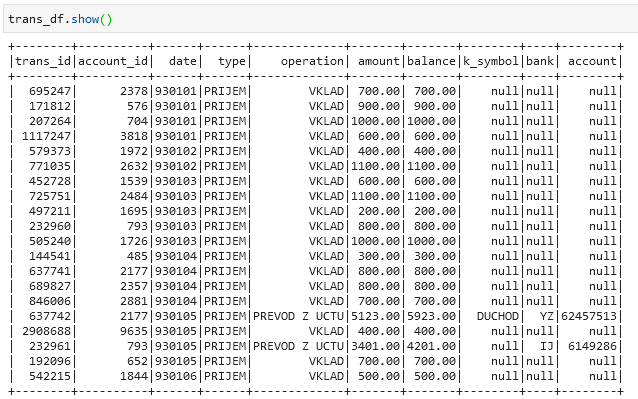 trans_df.show()
+--------+----------+------+------+--------------+-------+-------+--------+----+--------+
|trans_id|account_id|  date|  type|     operation| amount|balance|k_symbol|bank| account|
+--------+----------+------+------+--------------+-------+-------+--------+----+--------+
|  695247|      2378|930101|PRIJEM|         VKLAD| 700.00| 700.00|    null|null|    null|
|  171812|       576|930101|PRIJEM|         VKLAD| 900.00| 900.00|    null|null|    null|
|  207264|       704|930101|PRIJEM|         VKLAD|1000.00|1000.00|    null|null|    null|
| 1117247|      3818|930101|PRIJEM|         VKLAD| 600.00| 600.00|    null|null|    null|
|  579373|      1972|930102|PRIJEM|         VKLAD| 400.00| 400.00|    null|null|    null|
|  771035|      2632|930102|PRIJEM|         VKLAD|1100.00|1100.00|    null|null|    null|
|  452728|      1539|930103|PRIJEM|         VKLAD| 600.00| 600.00|    null|null|    null|
|  725751|      2484|930103|PRIJEM|         VKLAD|1100.00|1100.00|    null|null|    null|
|  497211|      1695|930103|PRIJEM|         VKLAD| 200.00| 200.00|    null|null|    null|
|  232960|       793|930103|PRIJEM|         VKLAD| 800.00| 800.00|    null|null|    null|
|  505240|      1726|930103|PRIJEM|         VKLAD|1000.00|1000.00|    null|null|    null|
|  144541|       485|930104|PRIJEM|         VKLAD| 300.00| 300.00|    null|null|    null|
|  637741|      2177|930104|PRIJEM|         VKLAD| 800.00| 800.00|    null|null|    null|
|  689827|      2357|930104|PRIJEM|         VKLAD| 800.00| 800.00|    null|null|    null|
|  846006|      2881|930104|PRIJEM|         VKLAD| 700.00| 700.00|    null|null|    null|
|  637742|      2177|930105|PRIJEM|PREVOD Z UCTU|5123.00|5923.00|  DUCHOD|  YZ|62457513|
| 2908688|      9635|930105|PRIJEM|         VKLAD| 400.00| 400.00|    null|null|    null|
|  232961|       793|930105|PRIJEM|PREVOD Z UCTU|3401.00|4201.00|    null|  IJ| 6149286|
|  192096|       652|930105|PRIJEM|         VKLAD| 700.00| 700.00|    null|null|    null|
|  542215|      1844|930106|PRIJEM|         VKLAD| 500.00| 500.00|    null|null|    null|
+--------+----------+------+------+--------------+-------+-------+--------+----+--------+